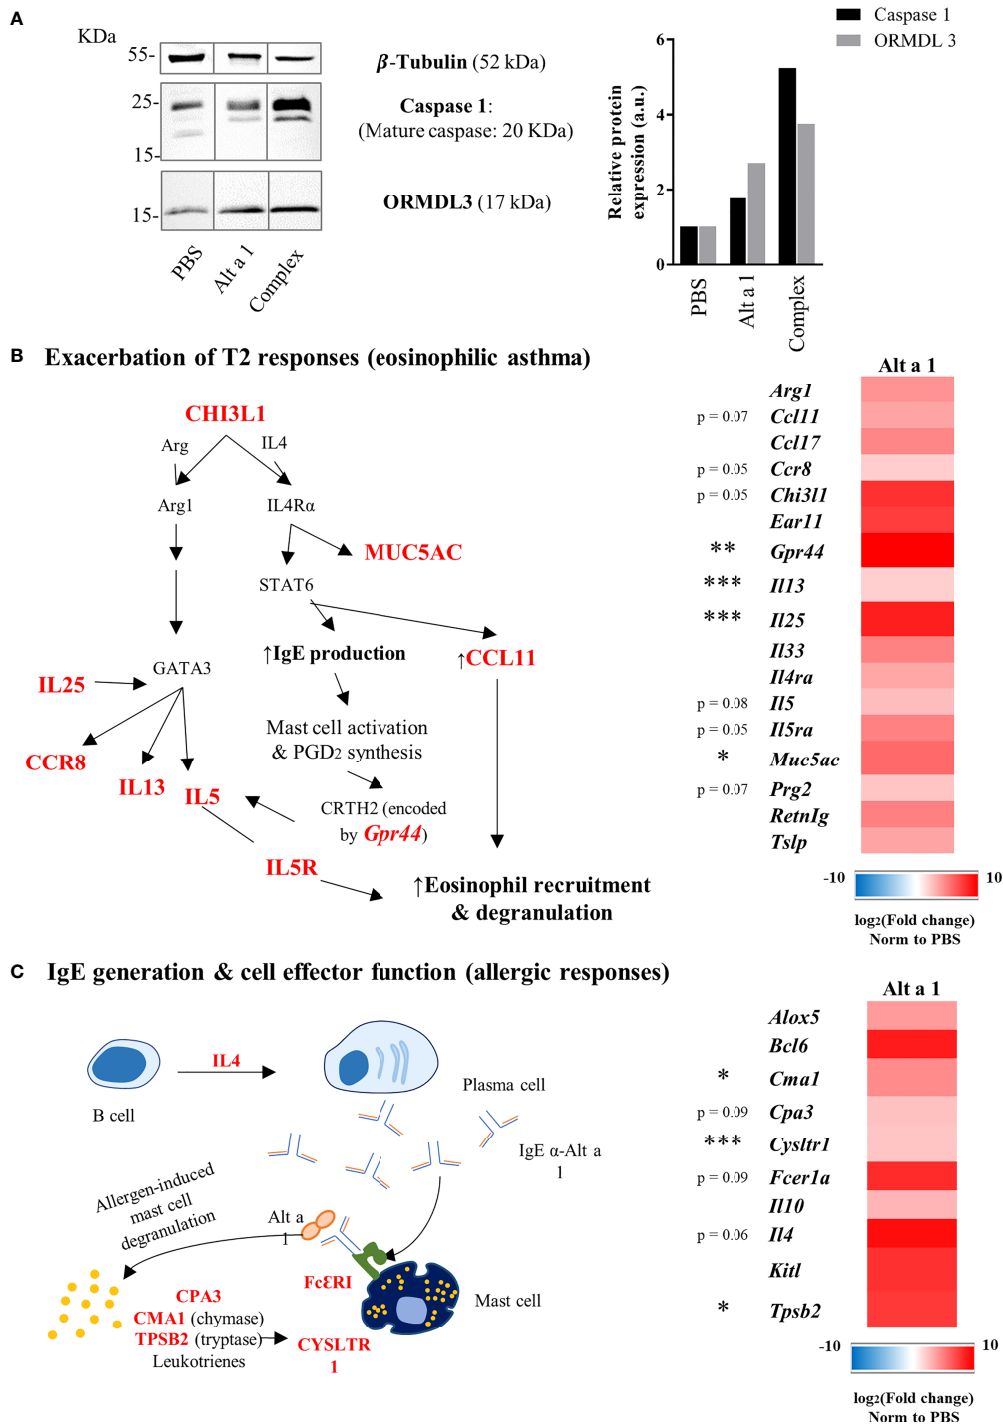 A
KDa
55-
25-
15-
15-
PBS
Alt a 1
Complex
β-Tubulin (52 kDa)
Caspase 1:
(Mature caspase: 20 KDa)
ORMDL3 (17 kDa)
Caspase 1
ORMDL 3
Relative protein
expression (a.u.)
6
4
2
0
PBS
Alt a 1
Complex
B Exacerbation of T2 responses (eosinophilic asthma)
CHI3L1
Arg
IL4
Arg1
IL4Rα
MUC5AC
STAT6
↑IgE production
↑CCL11
GATA3
IL25
Mast cell activation
& PGD2 synthesis
CCR8
IL13
IL5
CRTH2 (encoded
by Gpr44)
IL5R
↑Eosinophil recruitment
& degranulation
Alt a 1
Arg1
p = 0.07 Ccl11
Ccl17
p = 0.05 Ccr8
p = 0.05 Chi3l1
Ear11
** Gpr44
*** Il13
*** Il25
Il33
Il4ra
p = 0.08 Il5
p = 0.05 Il5ra
* Muc5ac
p = 0.07 Prg2
RetnIg
Tslp
-10 10
log2(Fold change)
Norm to PBS
C IgE generation & cell effector function (allergic responses)
IL4
B cell
Plasma cell
IgE α-Alt a
1
Allergen-induced
mast cell
degranulation
Alt a
1
FcƐRI
Mast cell
CPA3
CMA1 (chymase)
TPSB2 (tryptase)
Leukotrienes
CYSLTR
1
Alt a 1
Alox5
Bcl6
* Cma1
p = 0.09 Cpa3
*** Cysltr1
p = 0.09 Fcer1a
Il10
p = 0.06 Il4
Kitl
* Tpsb2
-10 10
log2(Fold change)
Norm to PBS